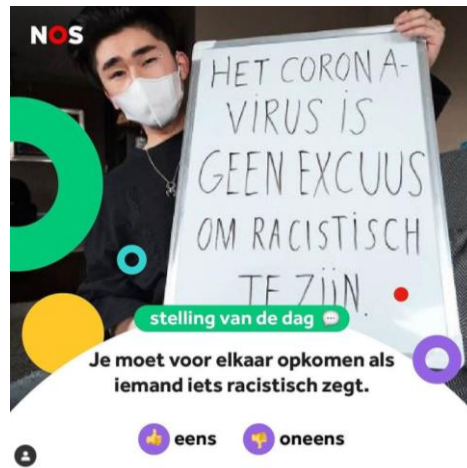 NOS
HET CORONA-
VIRUS IS
GEEN EXCUUS
OM RACISTISCH
TE ZIJN.
stelling van de dag
Je moet voor elkaar opkomen als
iemand iets racistisch zegt.
eens
oneens